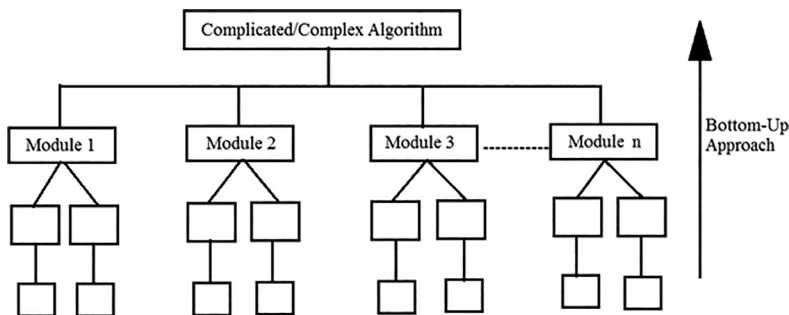 Complicated/Complex Algorithm
Module 1
Module 2
Module 3
Module n
Bottom-Up
Approach